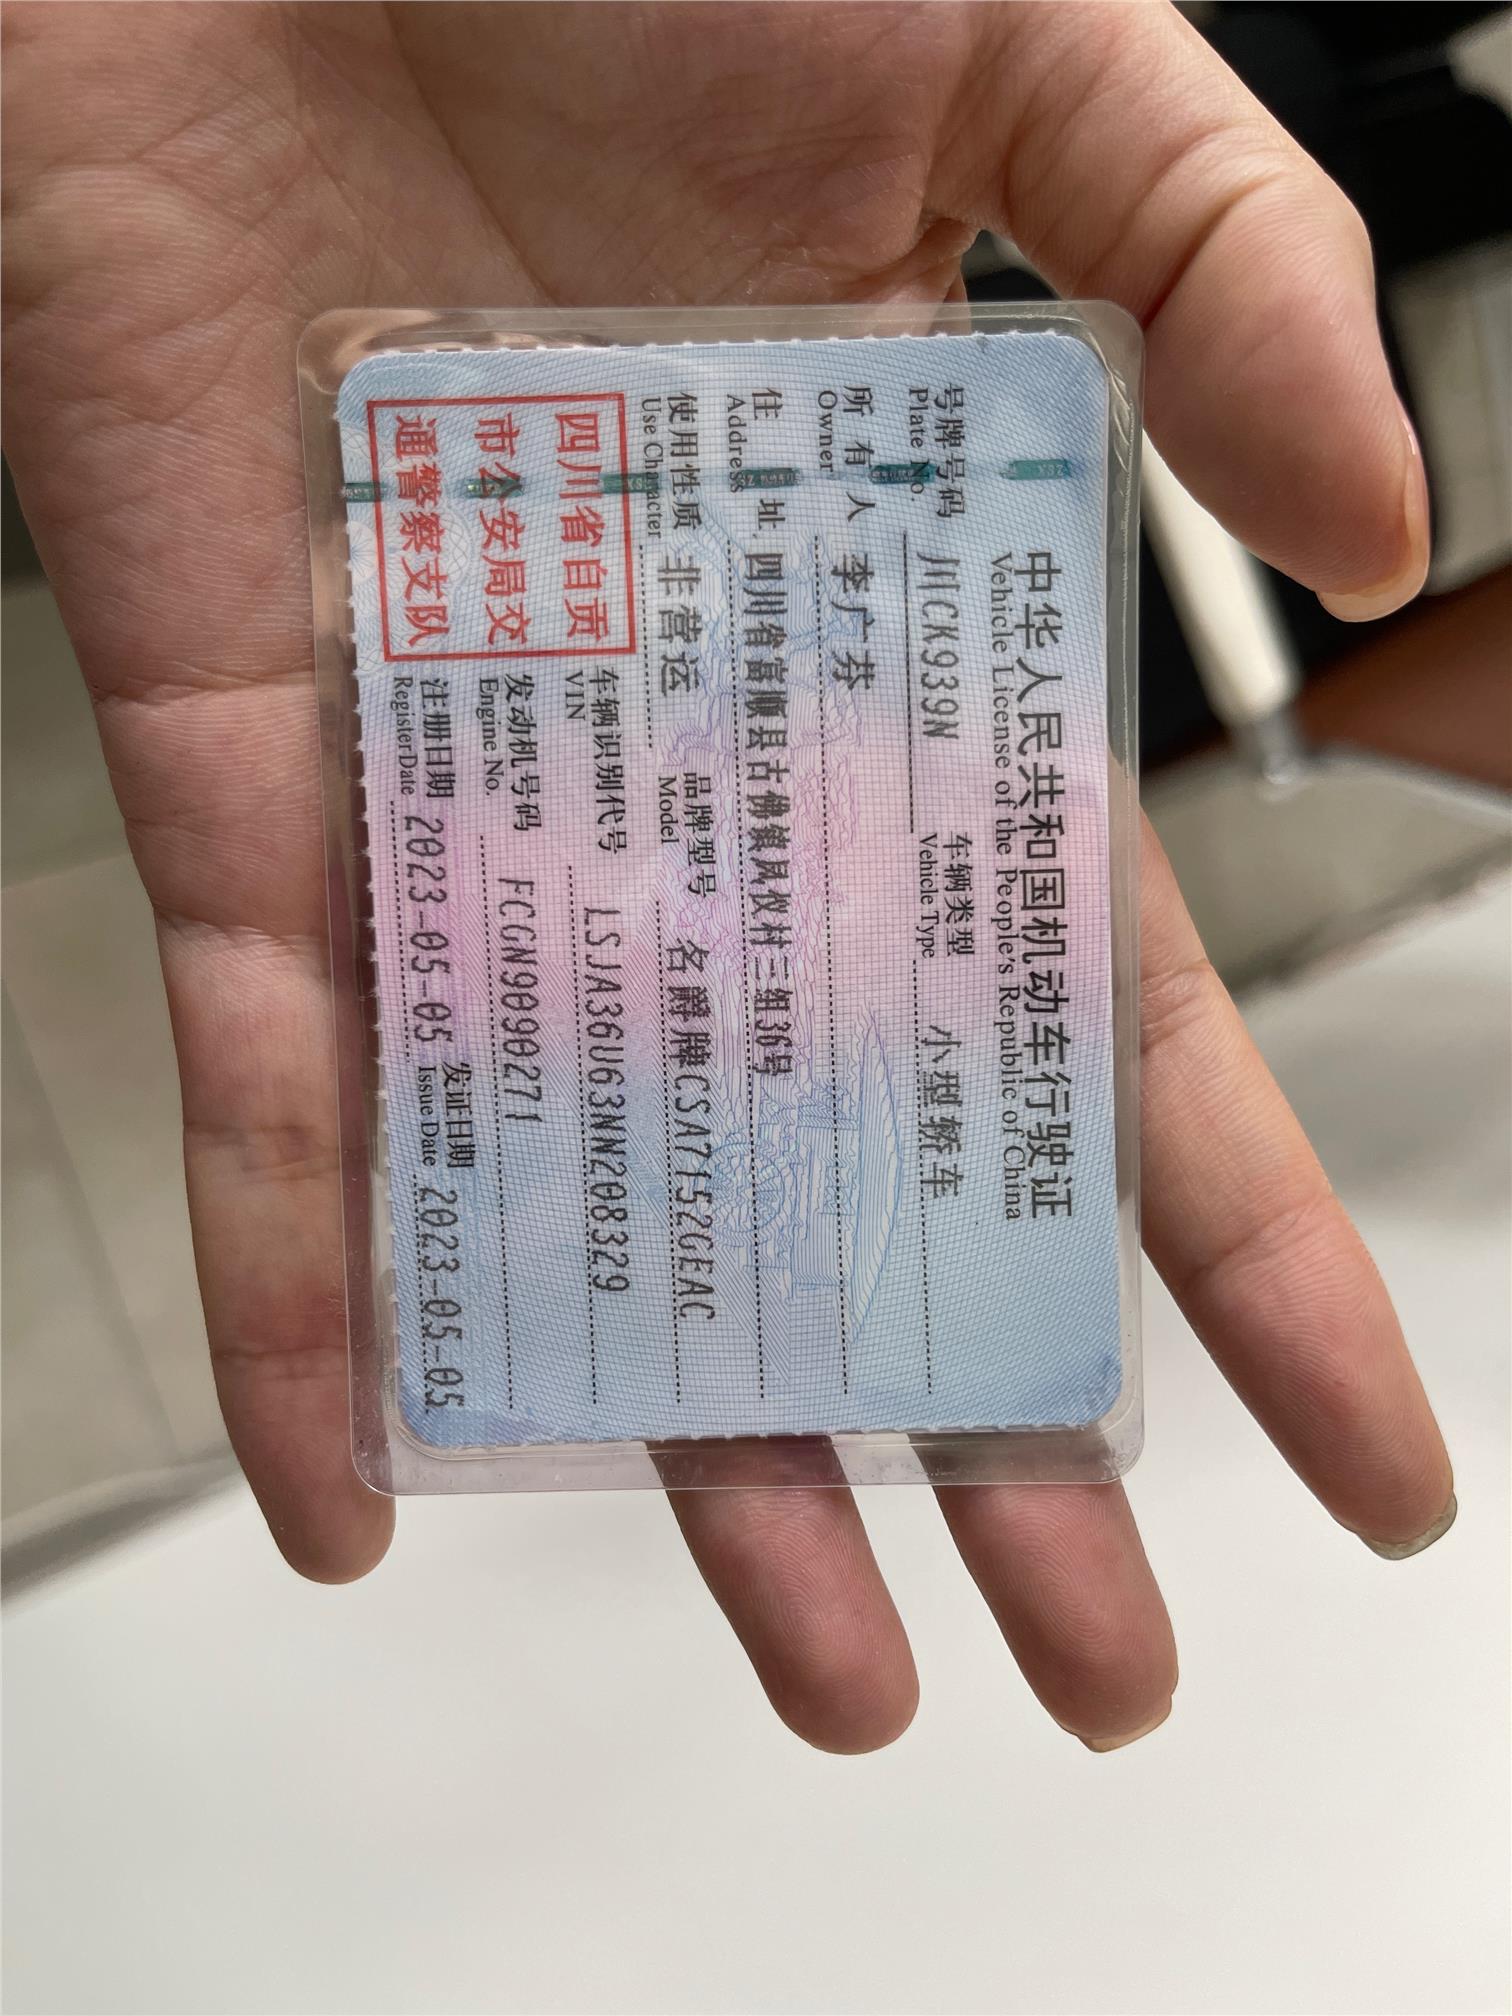 中华人民共和国机动车行驶证
Vehicle License of the People's Republic of China
号牌号码 川CK939N 车辆类型 小型轿车
Plate No. Vehicle Type
所有人 李广芬
Owner
住址 四川省富顺县古佛镇凤仪村三组36号
Address
使用性质 非营运 品牌型号 名爵牌CSA7152GEAC
Use Character Model
四川省自贡
市公安局交
通警察支队
车辆识别代号 LSJA36U63NN208329
VIN
发动机号码 FCGN9090271
Engine No.
注册日期 2023-05-05 发证日期 2023-05-05
RegisterDate Issue Date